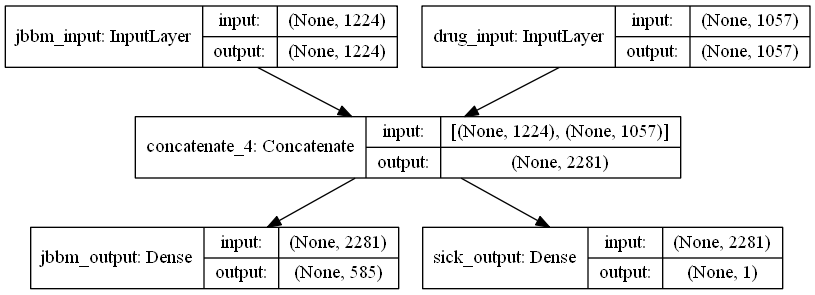 jbbm_input: InputLayer
input:
(None, 1224)
output:
(None, 1224)
drug_input: InputLayer
input:
(None, 1057)
output:
(None, 1057)
concatenate_4: Concatenate
input:
[(None, 1224), (None, 1057)]
output:
(None, 2281)
jbbm_output: Dense
input:
(None, 2281)
output:
(None, 585)
sick_output: Dense
input:
(None, 2281)
output:
(None, 1)